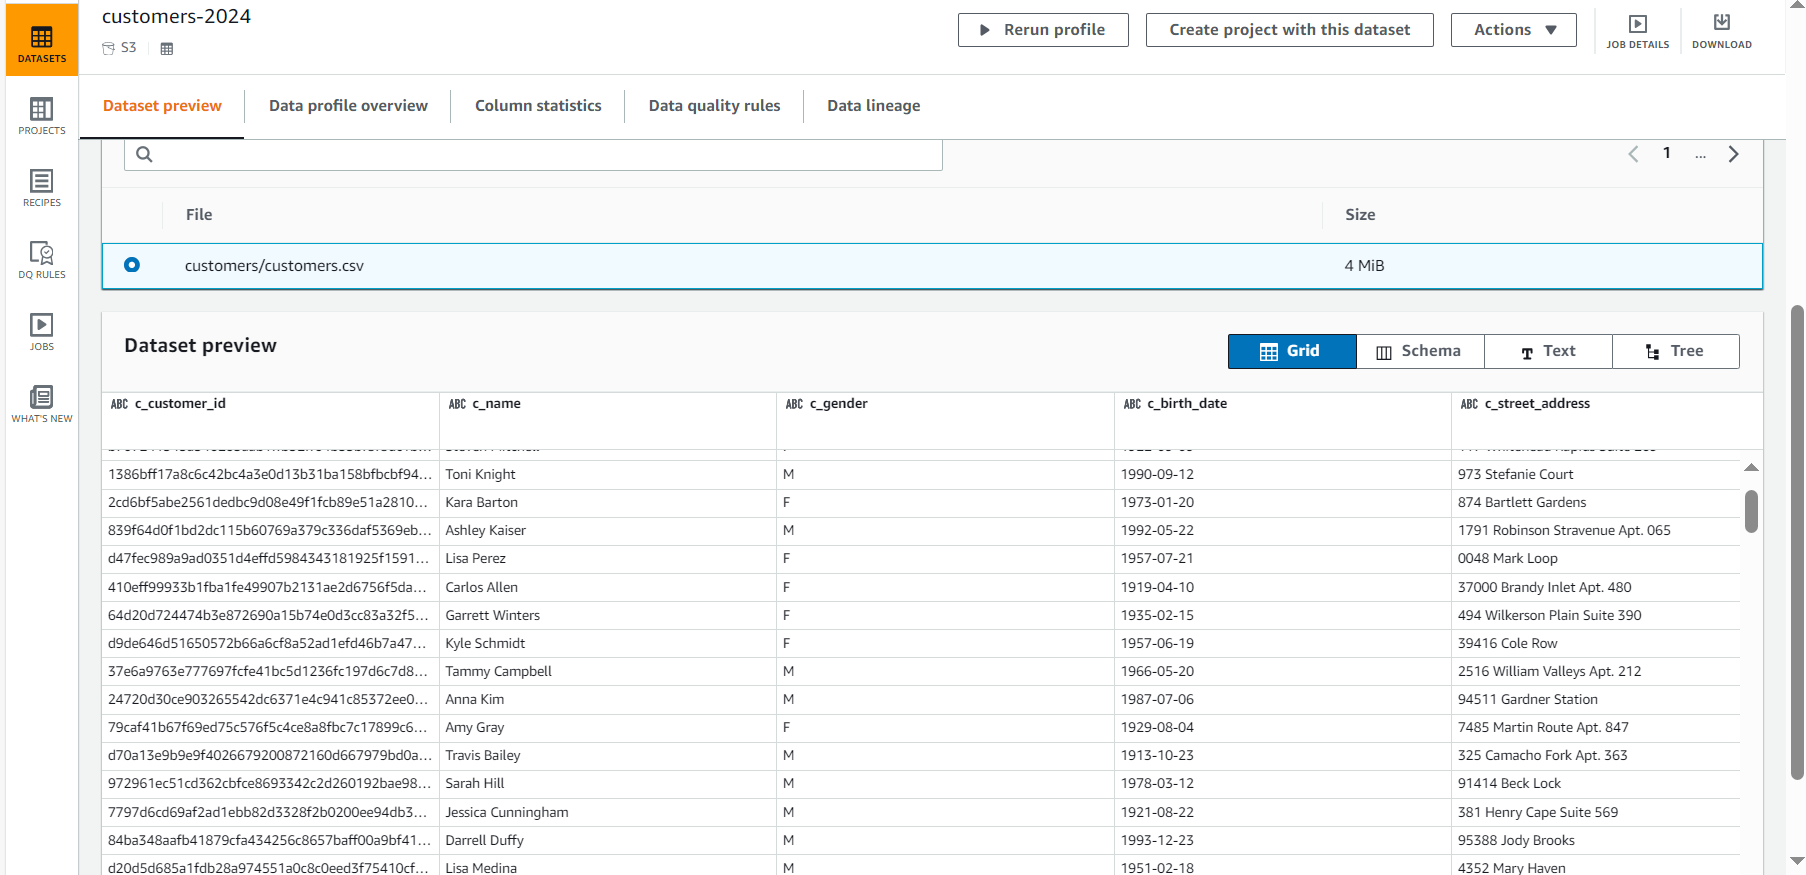 customers-2024
S3
Rerun profile
Create project with this dataset
Actions
JOB DETAILS
DOWNLOAD
DATASETS
PROJECTS
RECIPES
DQ RULES
JOBS
WHAT'S NEW
Dataset preview
Data profile overview
Column statistics
Data quality rules
Data lineage
1
...
File Size
customers/customers.csv 4 MiB
Dataset preview
Grid
Schema
Text
Tree
ABC c_customer_id ABC c_name ABC c_gender ABC c_birth_date ABC c_street_address
1386bff17a8c6c42bc4a3e0d13b31ba158bfbcbf94... Toni Knight M 1990-09-12 973 Stefanie Court
2cd6bf5abe2561dedbc9d08e49f1fcb89e51a2810... Kara Barton F 1973-01-20 874 Bartlett Gardens
839f64d0f1bd2dc115b60769a379c336daf5369eb... Ashley Kaiser M 1992-05-22 1791 Robinson Stravenue Apt. 065
d47fec989a9ad0351d4effd5984343181925f1591... Lisa Perez F 1957-07-21 0048 Mark Loop
410eff99933b1fba1fe49907b2131ae2d6756f5da... Carlos Allen F 1919-04-10 37000 Brandy Inlet Apt. 480
64d20d724474b3e872690a15b74e0d3cc83a32f5... Garrett Winters F 1935-02-15 494 Wilkerson Plain Suite 390
d9de646d51650572b66a6cf8a52ad1efd46b7a47... Kyle Schmidt F 1957-06-19 39416 Cole Row
37e6a9763e777697fcfe41bc5d1236fc197d6c7d8... Tammy Campbell M 1966-05-20 2516 William Valleys Apt. 212
24720d30ce903265542dc6371e4c941c85372ee0... Anna Kim M 1987-07-06 94511 Gardner Station
79caf41b67f69ed75c576f5c4ce8a8fbc7c17899c6... Amy Gray F 1929-08-04 7485 Martin Route Apt. 847
d70a13e9b9e9f4026679200872160d667979bd0a... Travis Bailey M 1913-10-23 325 Camacho Fork Apt. 363
972961ec51cd362cbfce8693342c2d260192bae98... Sarah Hill M 1978-03-12 91414 Beck Lock
7797d6cd69af2ad1ebb82d3328f2b0200ee94db3... Jessica Cunningham M 1921-08-22 381 Henry Cape Suite 569
84ba348aafb41879cfa434256c8657baff00a9bf41... Darrell Duffy M 1993-12-23 95388 Jody Brooks
d20d5d685a1fdb28a974551a0c8c0eed3f75410cf... Lisa Medina M 1951-02-18 4352 Mary Haven